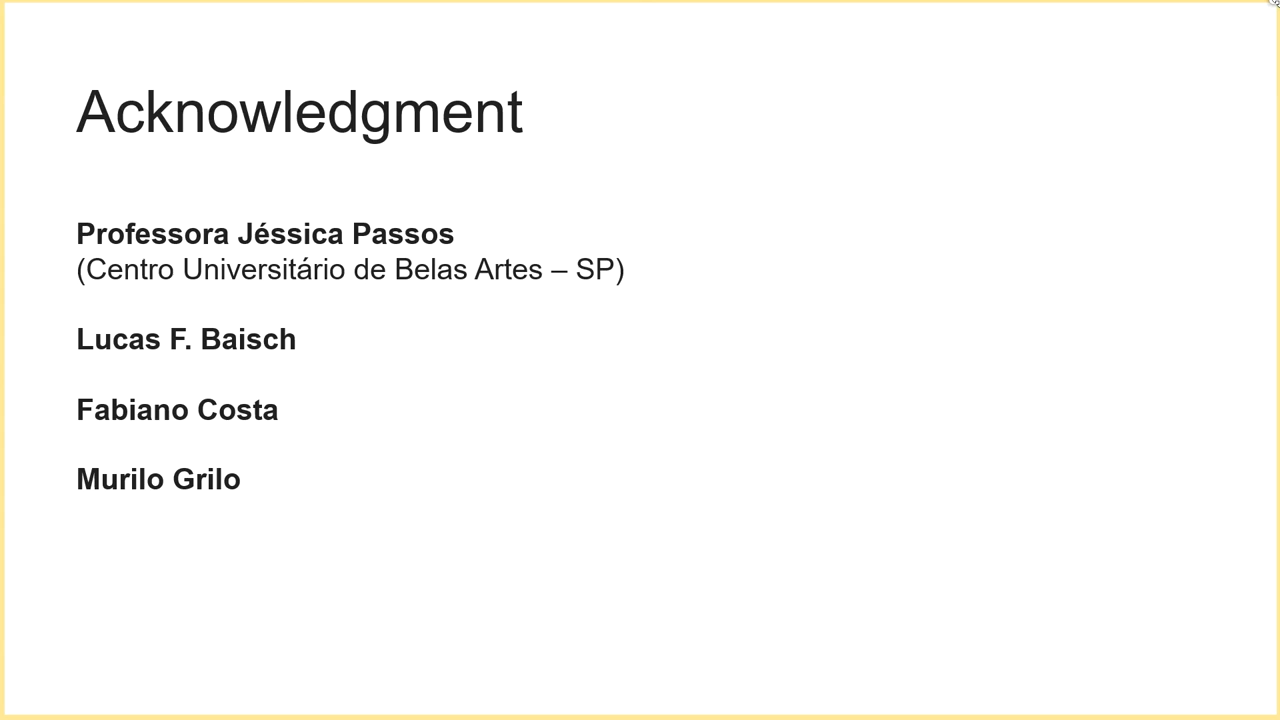 Acknowledgment
Professora Jéssica Passos
(Centro Universitário de Belas Artes – SP)
Lucas F. Baisch
Fabiano Costa
Murilo Grilo